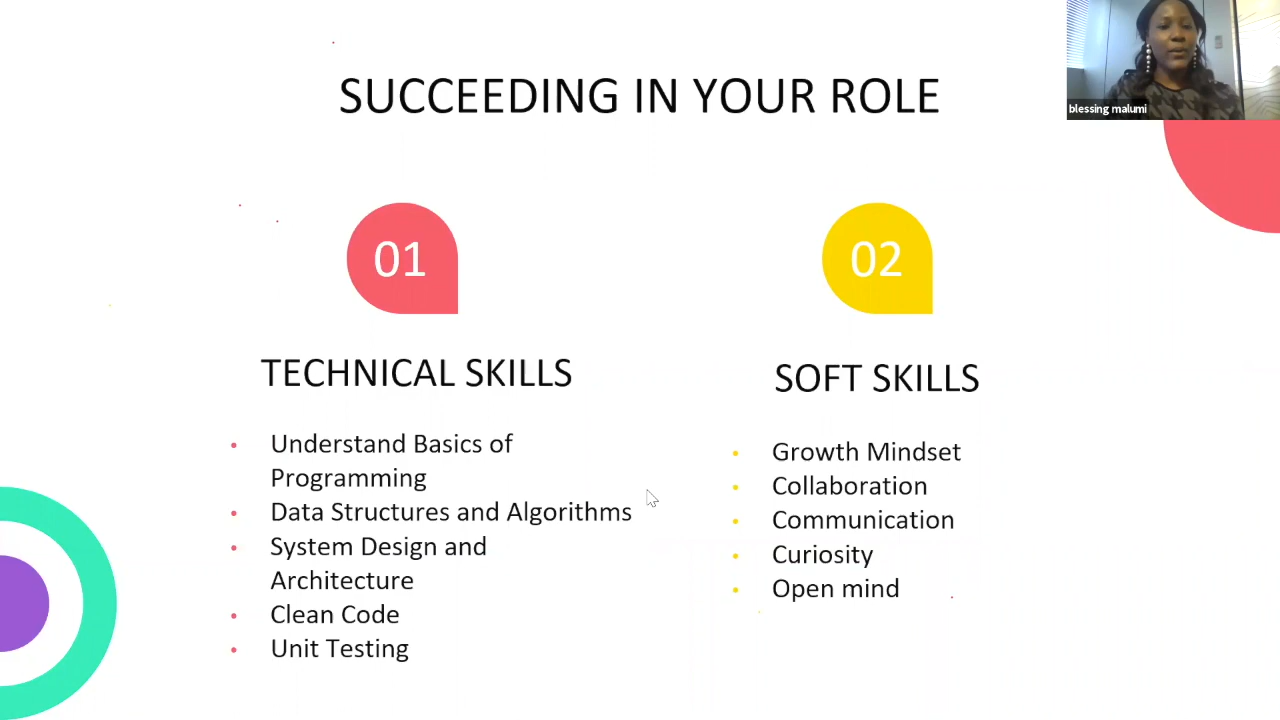 SUCCEEDING IN YOUR ROLE
blessing malumi
01
TECHNICAL SKILLS
• Understand Basics of
Programming
• Data Structures and Algorithms
• System Design and
Architecture
• Clean Code
• Unit Testing
02
SOFT SKILLS
• Growth Mindset
• Collaboration
• Communication
• Curiosity
• Open mind